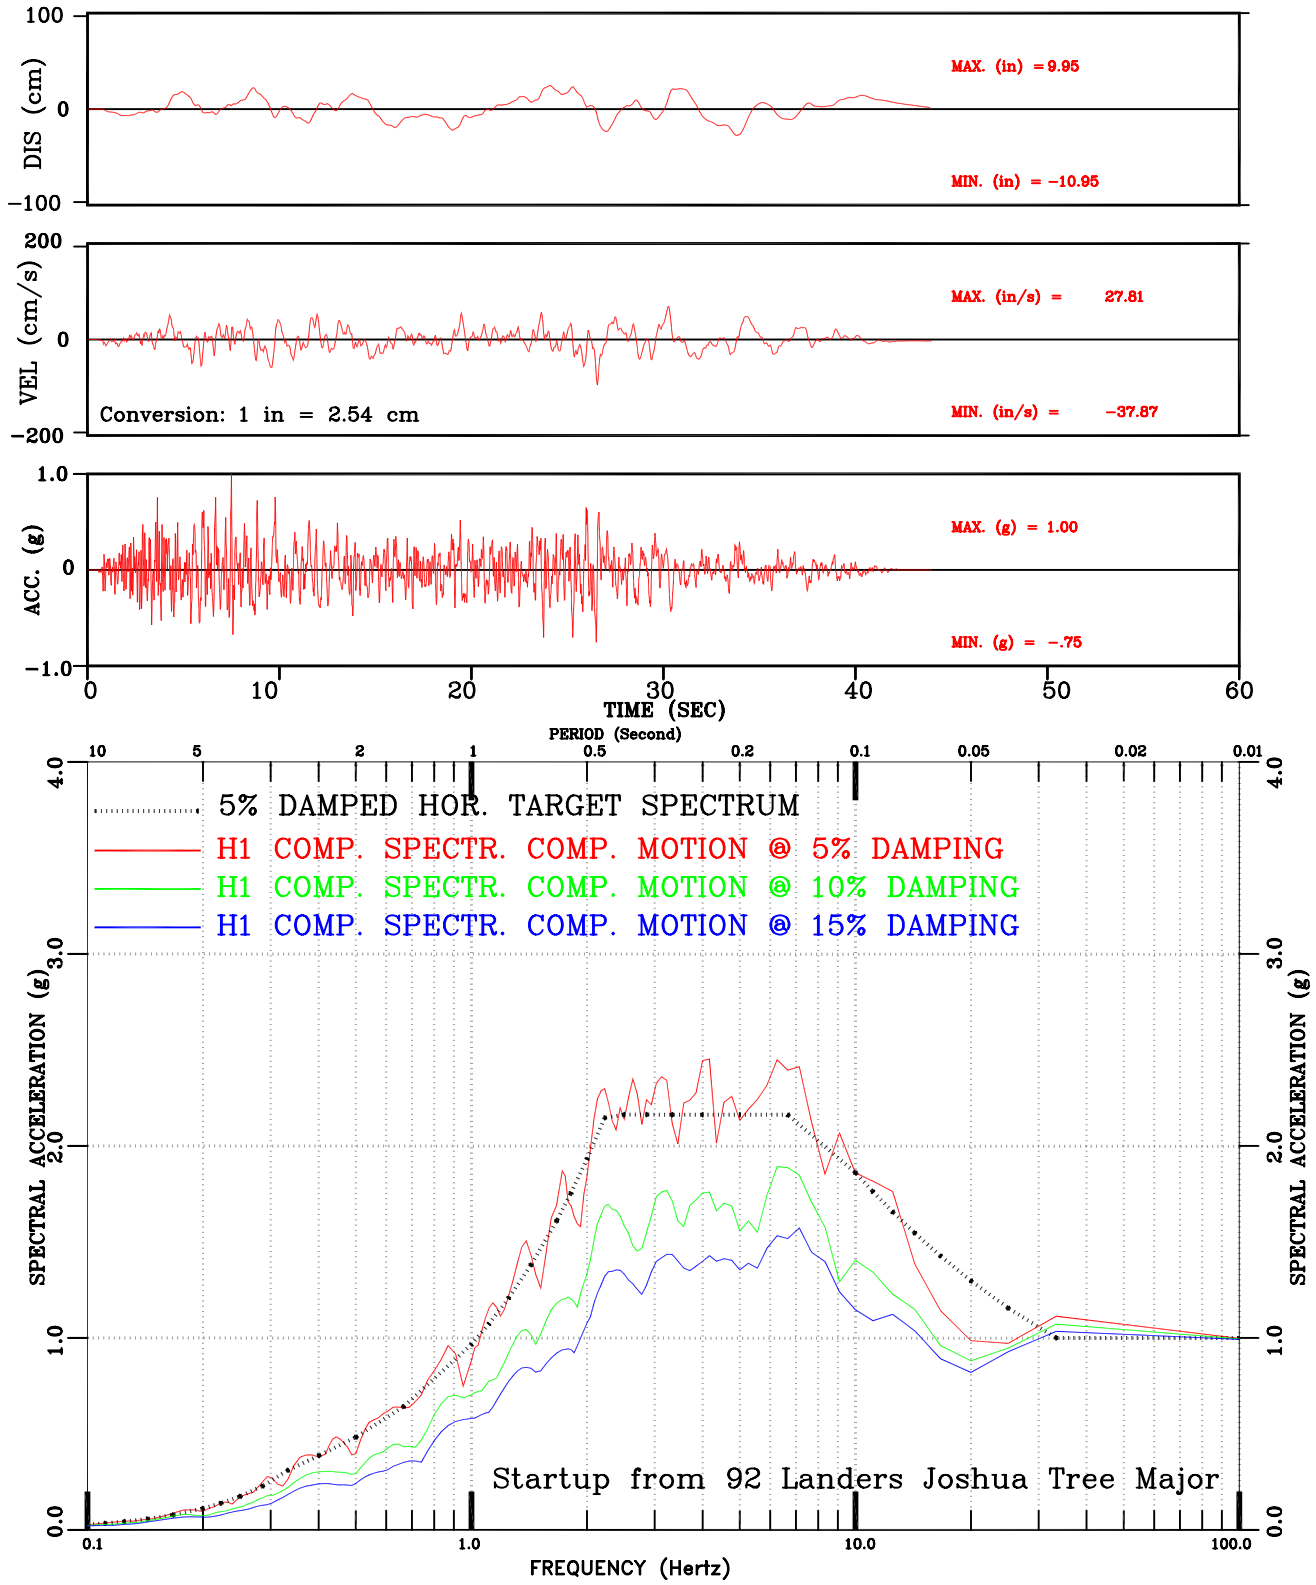 100
DIS (cm)
0
-100
MAX. (in) = 9.95
MIN. (in) = -10.95
200
VEL (cm/s)
0
-200
MAX. (in/s) = 27.81
Conversion: 1 in = 2.54 cm
MIN. (in/s) = -37.87
1.0
ACC. (g)
0
-1.0
MAX. (g) = 1.00
MIN. (g) = -.75
0 10 20 30 40 50 60
TIME (SEC)
PERIOD (Second)
10 5 2 1 0.5 0.2 0.1 0.05 0.02 0.01
5% DAMPED HOR. TARGET SPECTRUM
H1 COMP. SPECTR. COMP. MOTION @ 5% DAMPING
H1 COMP. SPECTR. COMP. MOTION @ 10% DAMPING
H1 COMP. SPECTR. COMP. MOTION @ 15% DAMPING
4.0
3.0
2.0
1.0
0.0
SPECTRAL ACCELERATION (g)
4.0
3.0
2.0
1.0
0.0
SPECTRAL ACCELERATION (g)
Startup from 92 Landers Joshua Tree Major
0.1 1.0 10.0 100.0
FREQUENCY (Hertz)